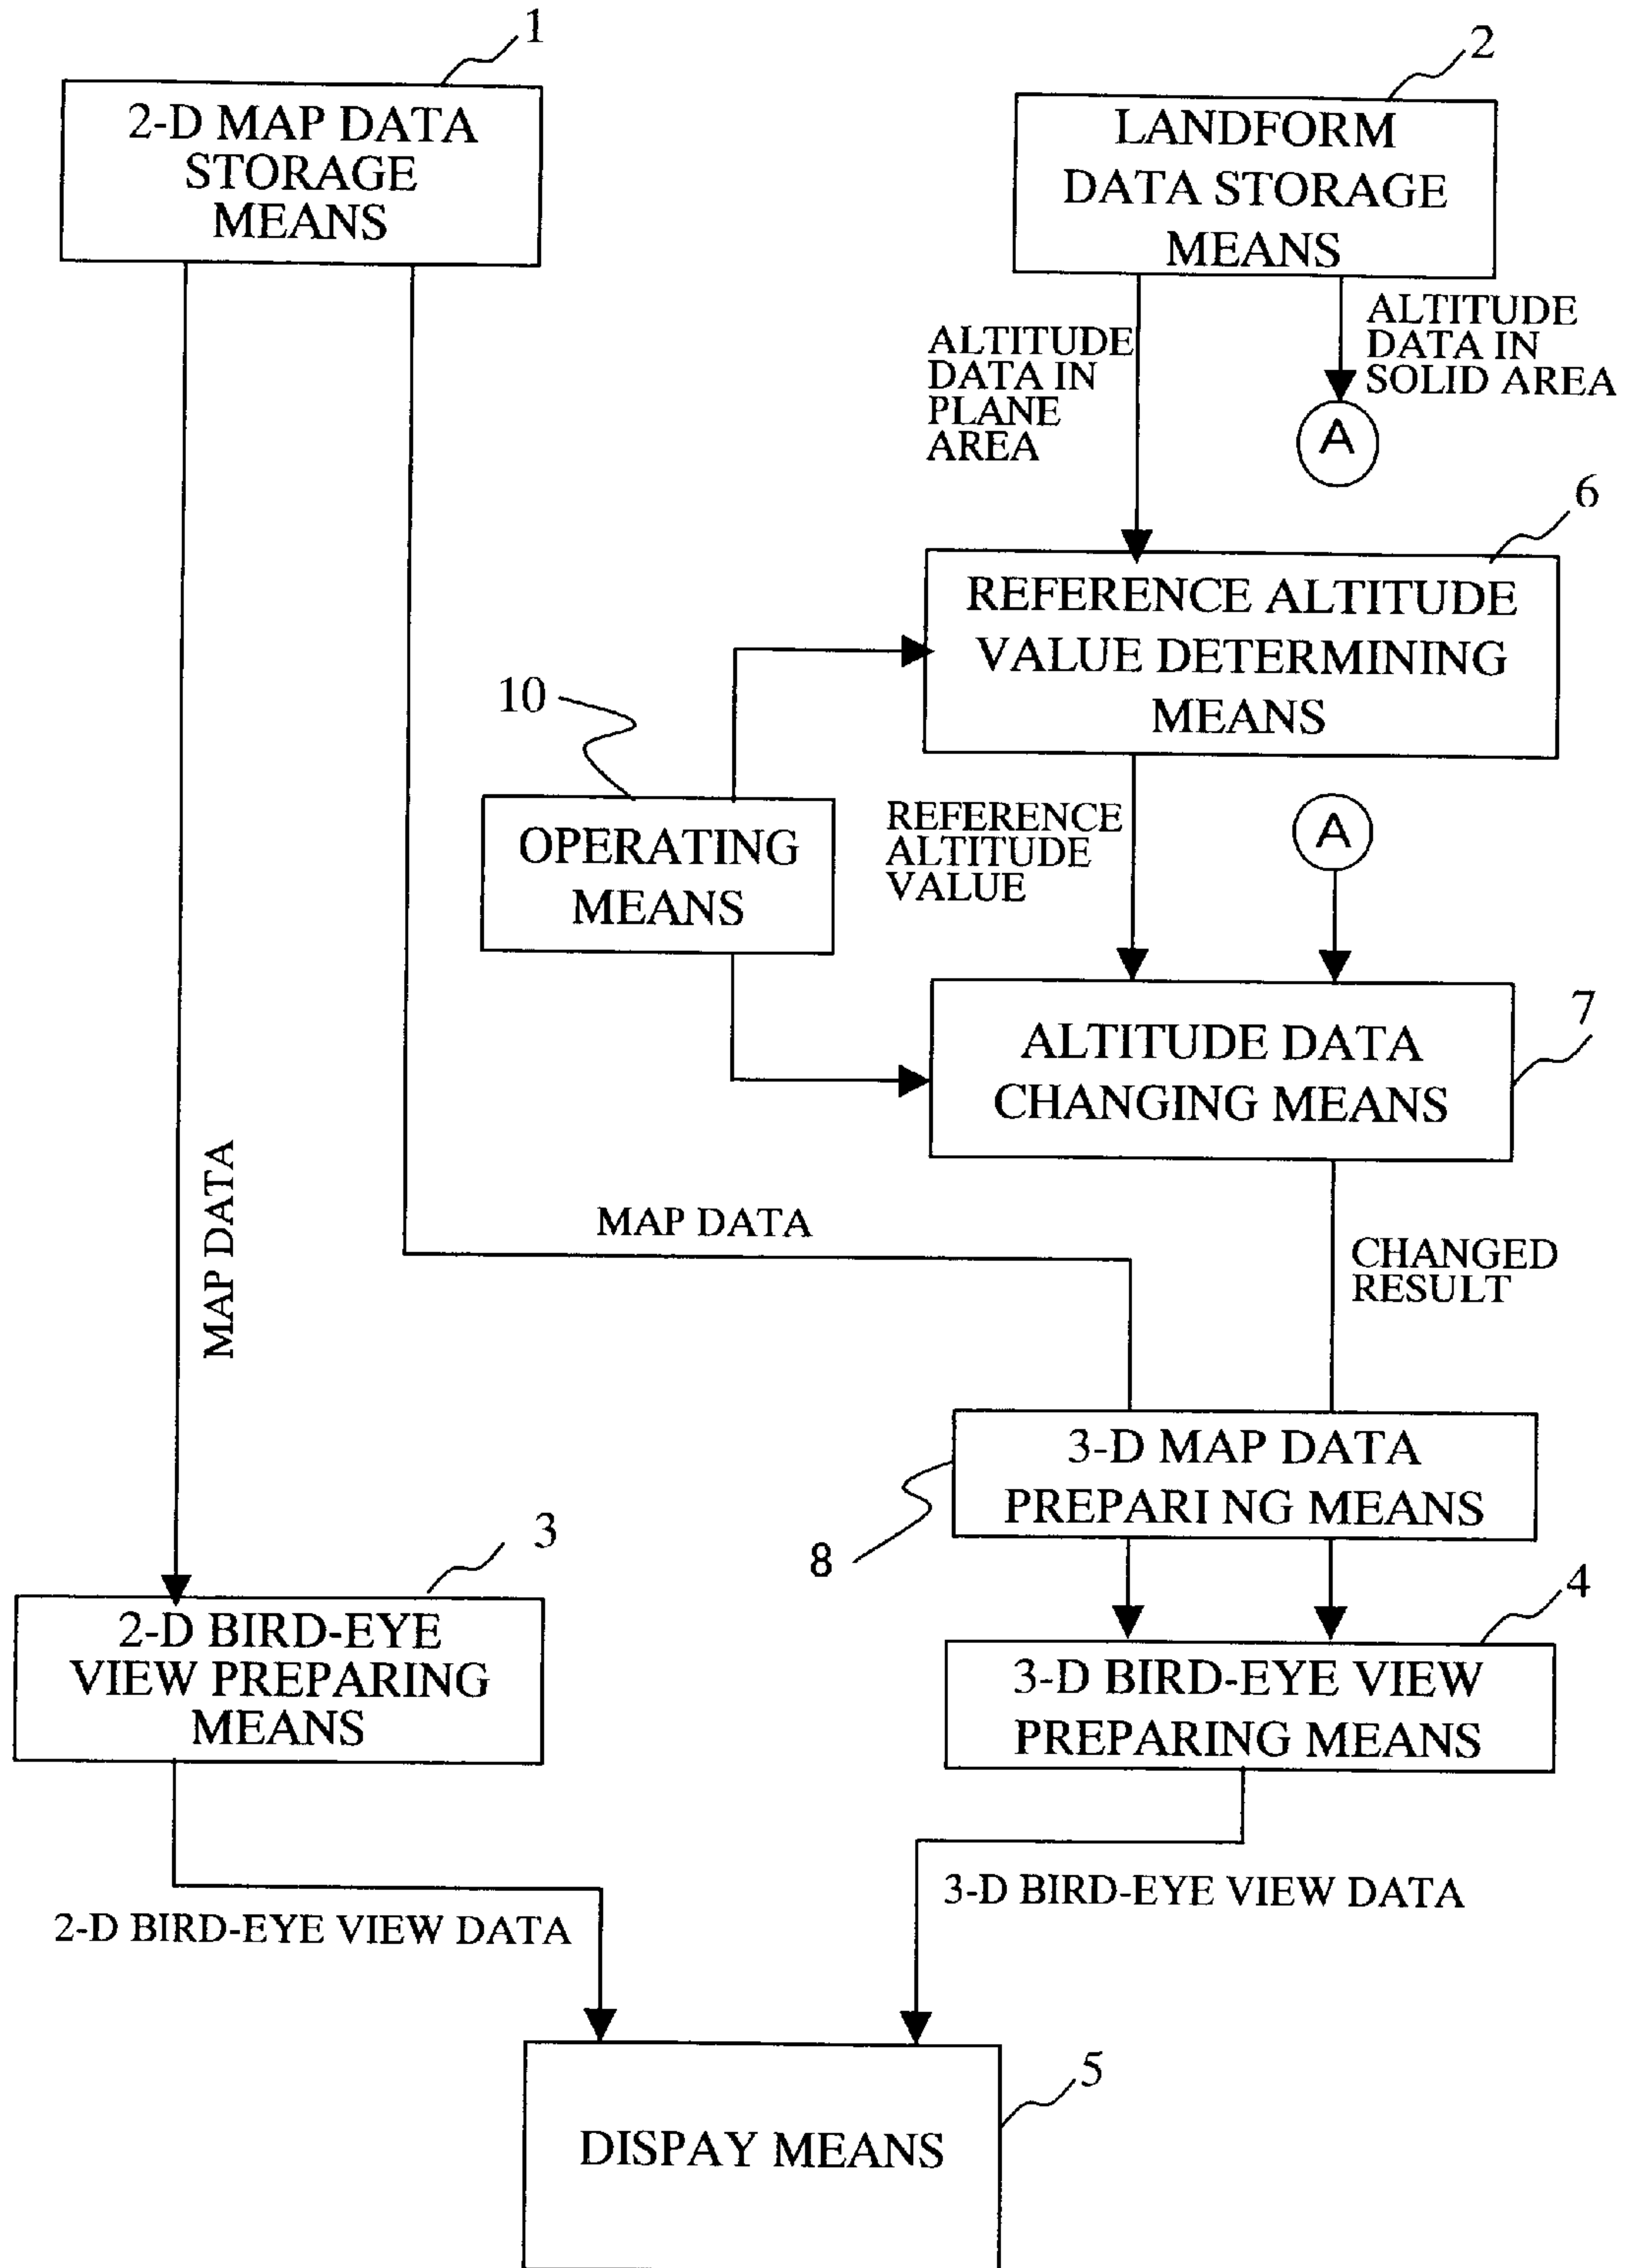 1
2-D MAP DATA
STORAGE
MEANS
2
LANDFORM
DATA STORAGE
MEANS
ALTITUDE
DATA IN
PLANE
AREA
ALTITUDE
DATA IN
SOLID AREA
A
6
REFERENCE ALTITUDE
VALUE DETERMINING
MEANS
10
OPERATING
MEANS
REFERENCE
ALTITUDE
VALUE
A
7
ALTITUDE DATA
CHANGING MEANS
MAP DATA
MAP DATA
CHANGED
RESULT
8
3-D MAP DATA
PREPARI NG MEANS
3
2-D BIRD-EYE
VIEW PREPARING
MEANS
4
3-D BIRD-EYE VIEW
PREPARING MEANS
2-D BIRD-EYE VIEW DATA
3-D BIRD-EYE VIEW DATA
5
DISPAY MEANS